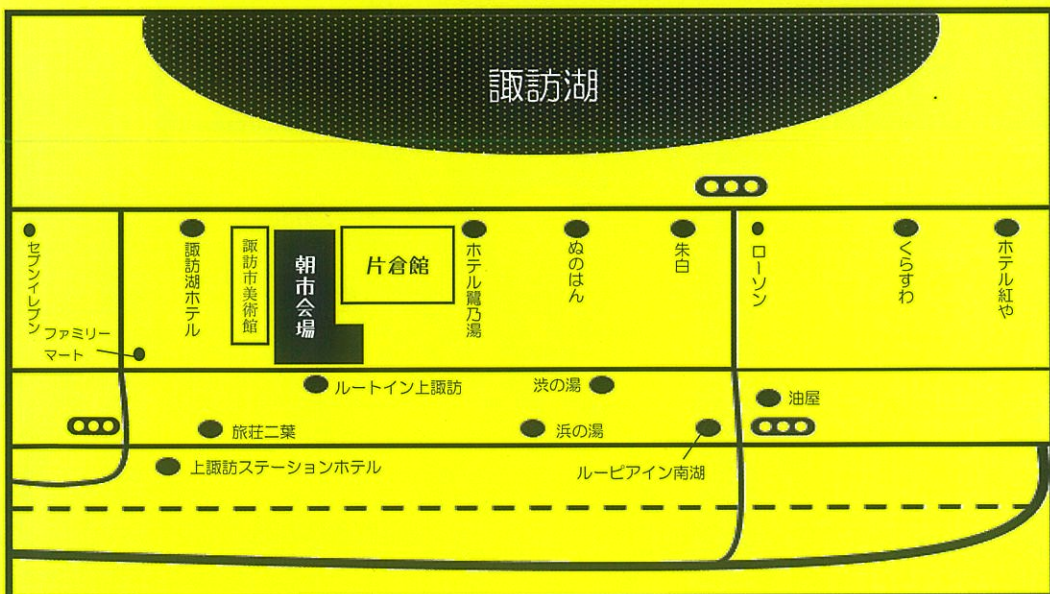 諏訪湖
セブンイレブン
ファミリー
マート
諏訪湖ホテル
諏訪市美術館
朝市会場
片倉館
ホテル鷺乃湯
ぬのはん
朱白
ローソン
くらすわ
ホテル紅や
ルートイン上諏訪
渋の湯
油屋
旅荘二葉
浜の湯
ルーピアイン南湖
上諏訪ステーションホテル